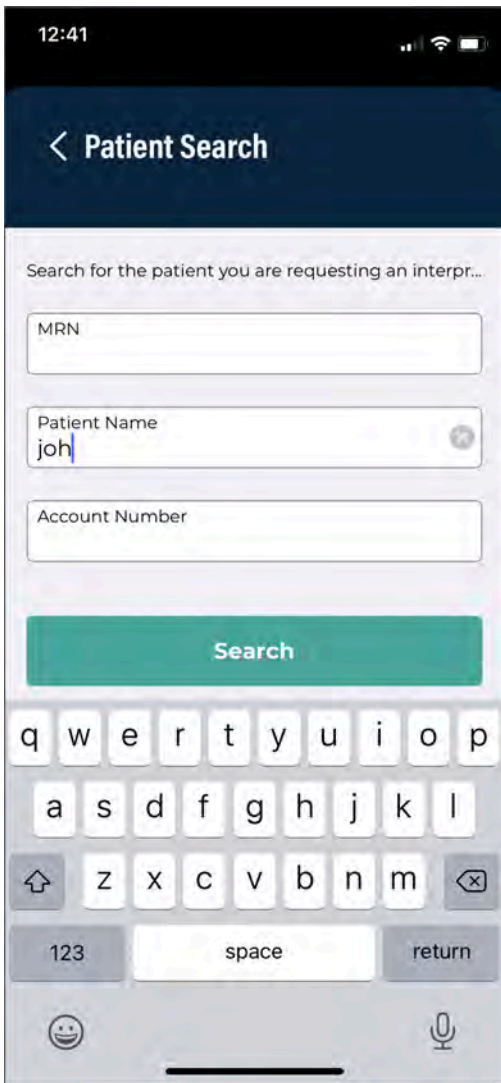 12:41
Patient Search
Search for the patient you are requesting an interpr...
MRN
Patient Name
joh
Account Number
Search
q w e r t y u i o p
a s d f g h j k l
z x c v b n m
123 space return